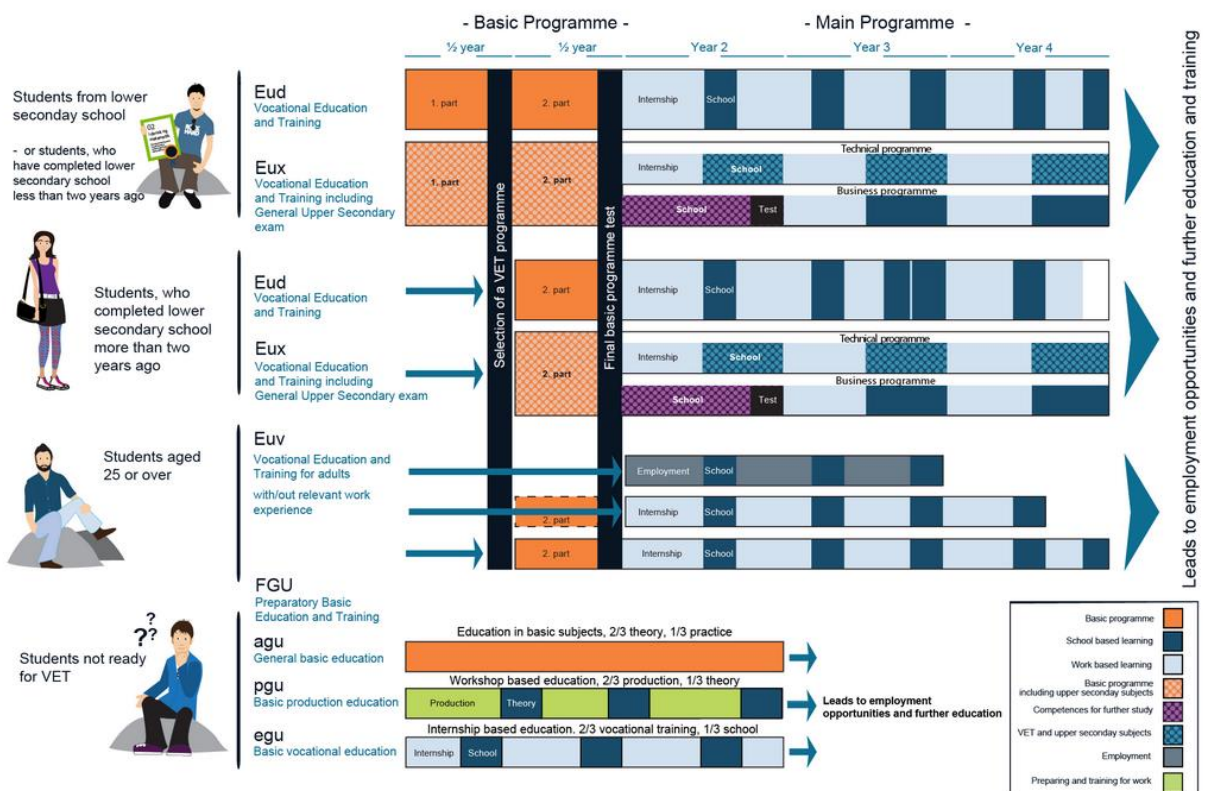 - Basic Programme -
- Main Programme -
½ year
½ year
Year 2
Year 3
Year 4
Students from lower
seconday school
- or students, who
have completed lower
secondary school
less than two years ago
Eud
Vocational Education
and Training
1. part
2. part
Internship
School
Eux
Vocational Education
and Training including
General Upper Secondary
exam
1. part
2. part
Technical programme
Internship
School
Business programme
School
Test
Selection of a VET programme
Final basic programme test
Students, who
completed lower
secondary school
more than two
years ago
Eud
Vocational Education
and Training
2. part
Internship
School
Eux
Vocational Education
and Training including
General Upper Secondary exam
2. part
Technical programme
Internship
School
Business programme
School
Test
Students aged
25 or over
Euv
Vocational Education and
Training for adults
with/out relevant work
experience
Employment
School
2. part
Internship
School
2. part
Internship
School
Leads to employment opportunities and further education and training
Students not ready
for VET
???
FGU
Preparatory Basic
Education and Training
agu
General basic education
Education in basic subjects, 2/3 theory, 1/3 practice
pgu
Basic production education
Workshop based education, 2/3 production, 1/3 theory
Production
Theory
egu
Basic vocational education
Internship based education, 2/3 vocational training, 1/3 school
Internship
School
Leads to employment
opportunities and further education
Basic programme
School based learning
Work based learning
Basic programme
including upper seconday subjects
Competences for further study
VET and upper seconday subjects
Employment
Preparing and training for work